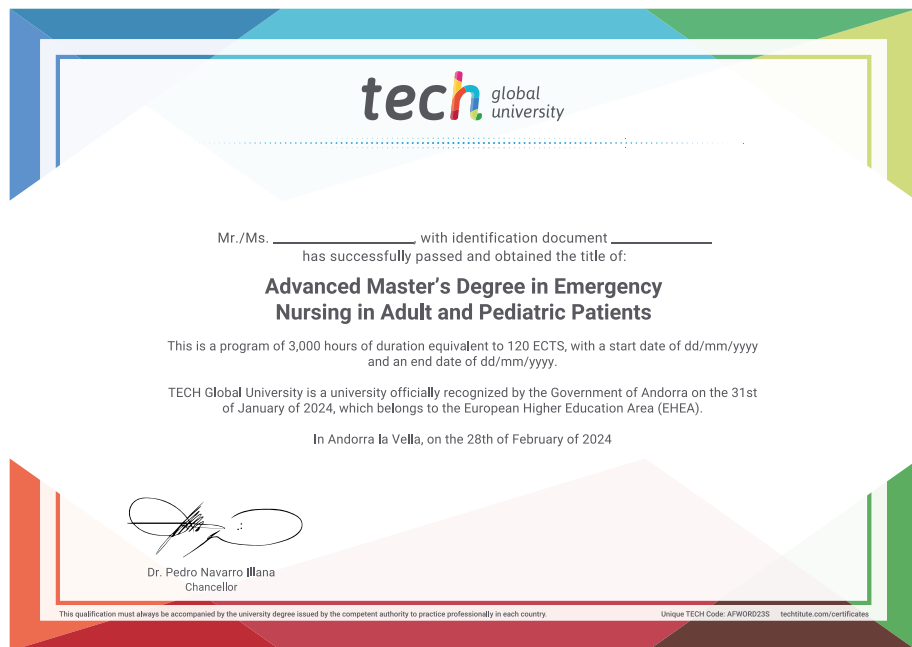 tech global
university
Mr./Ms. ____________________, with identification document ______________
has successfully passed and obtained the title of:
Advanced Master's Degree in Emergency
Nursing in Adult and Pediatric Patients
This is a program of 3,000 hours of duration equivalent to 120 ECTS, with a start date of dd/mm/yyyy
and an end date of dd/mm/yyyy.
TECH Global University is a university officially recognized by the Government of Andorra on the 31st
of January of 2024, which belongs to the European Higher Education Area (EHEA).
In Andorra la Vella, on the 28th of February of 2024
Dr. Pedro Navarro Illana
Chancellor
This qualification must always be accompanied by the university degree issued by the competent authority to practice professionally in each country. Unique TECH Code: AFWORD23S techtitute.com/certificates